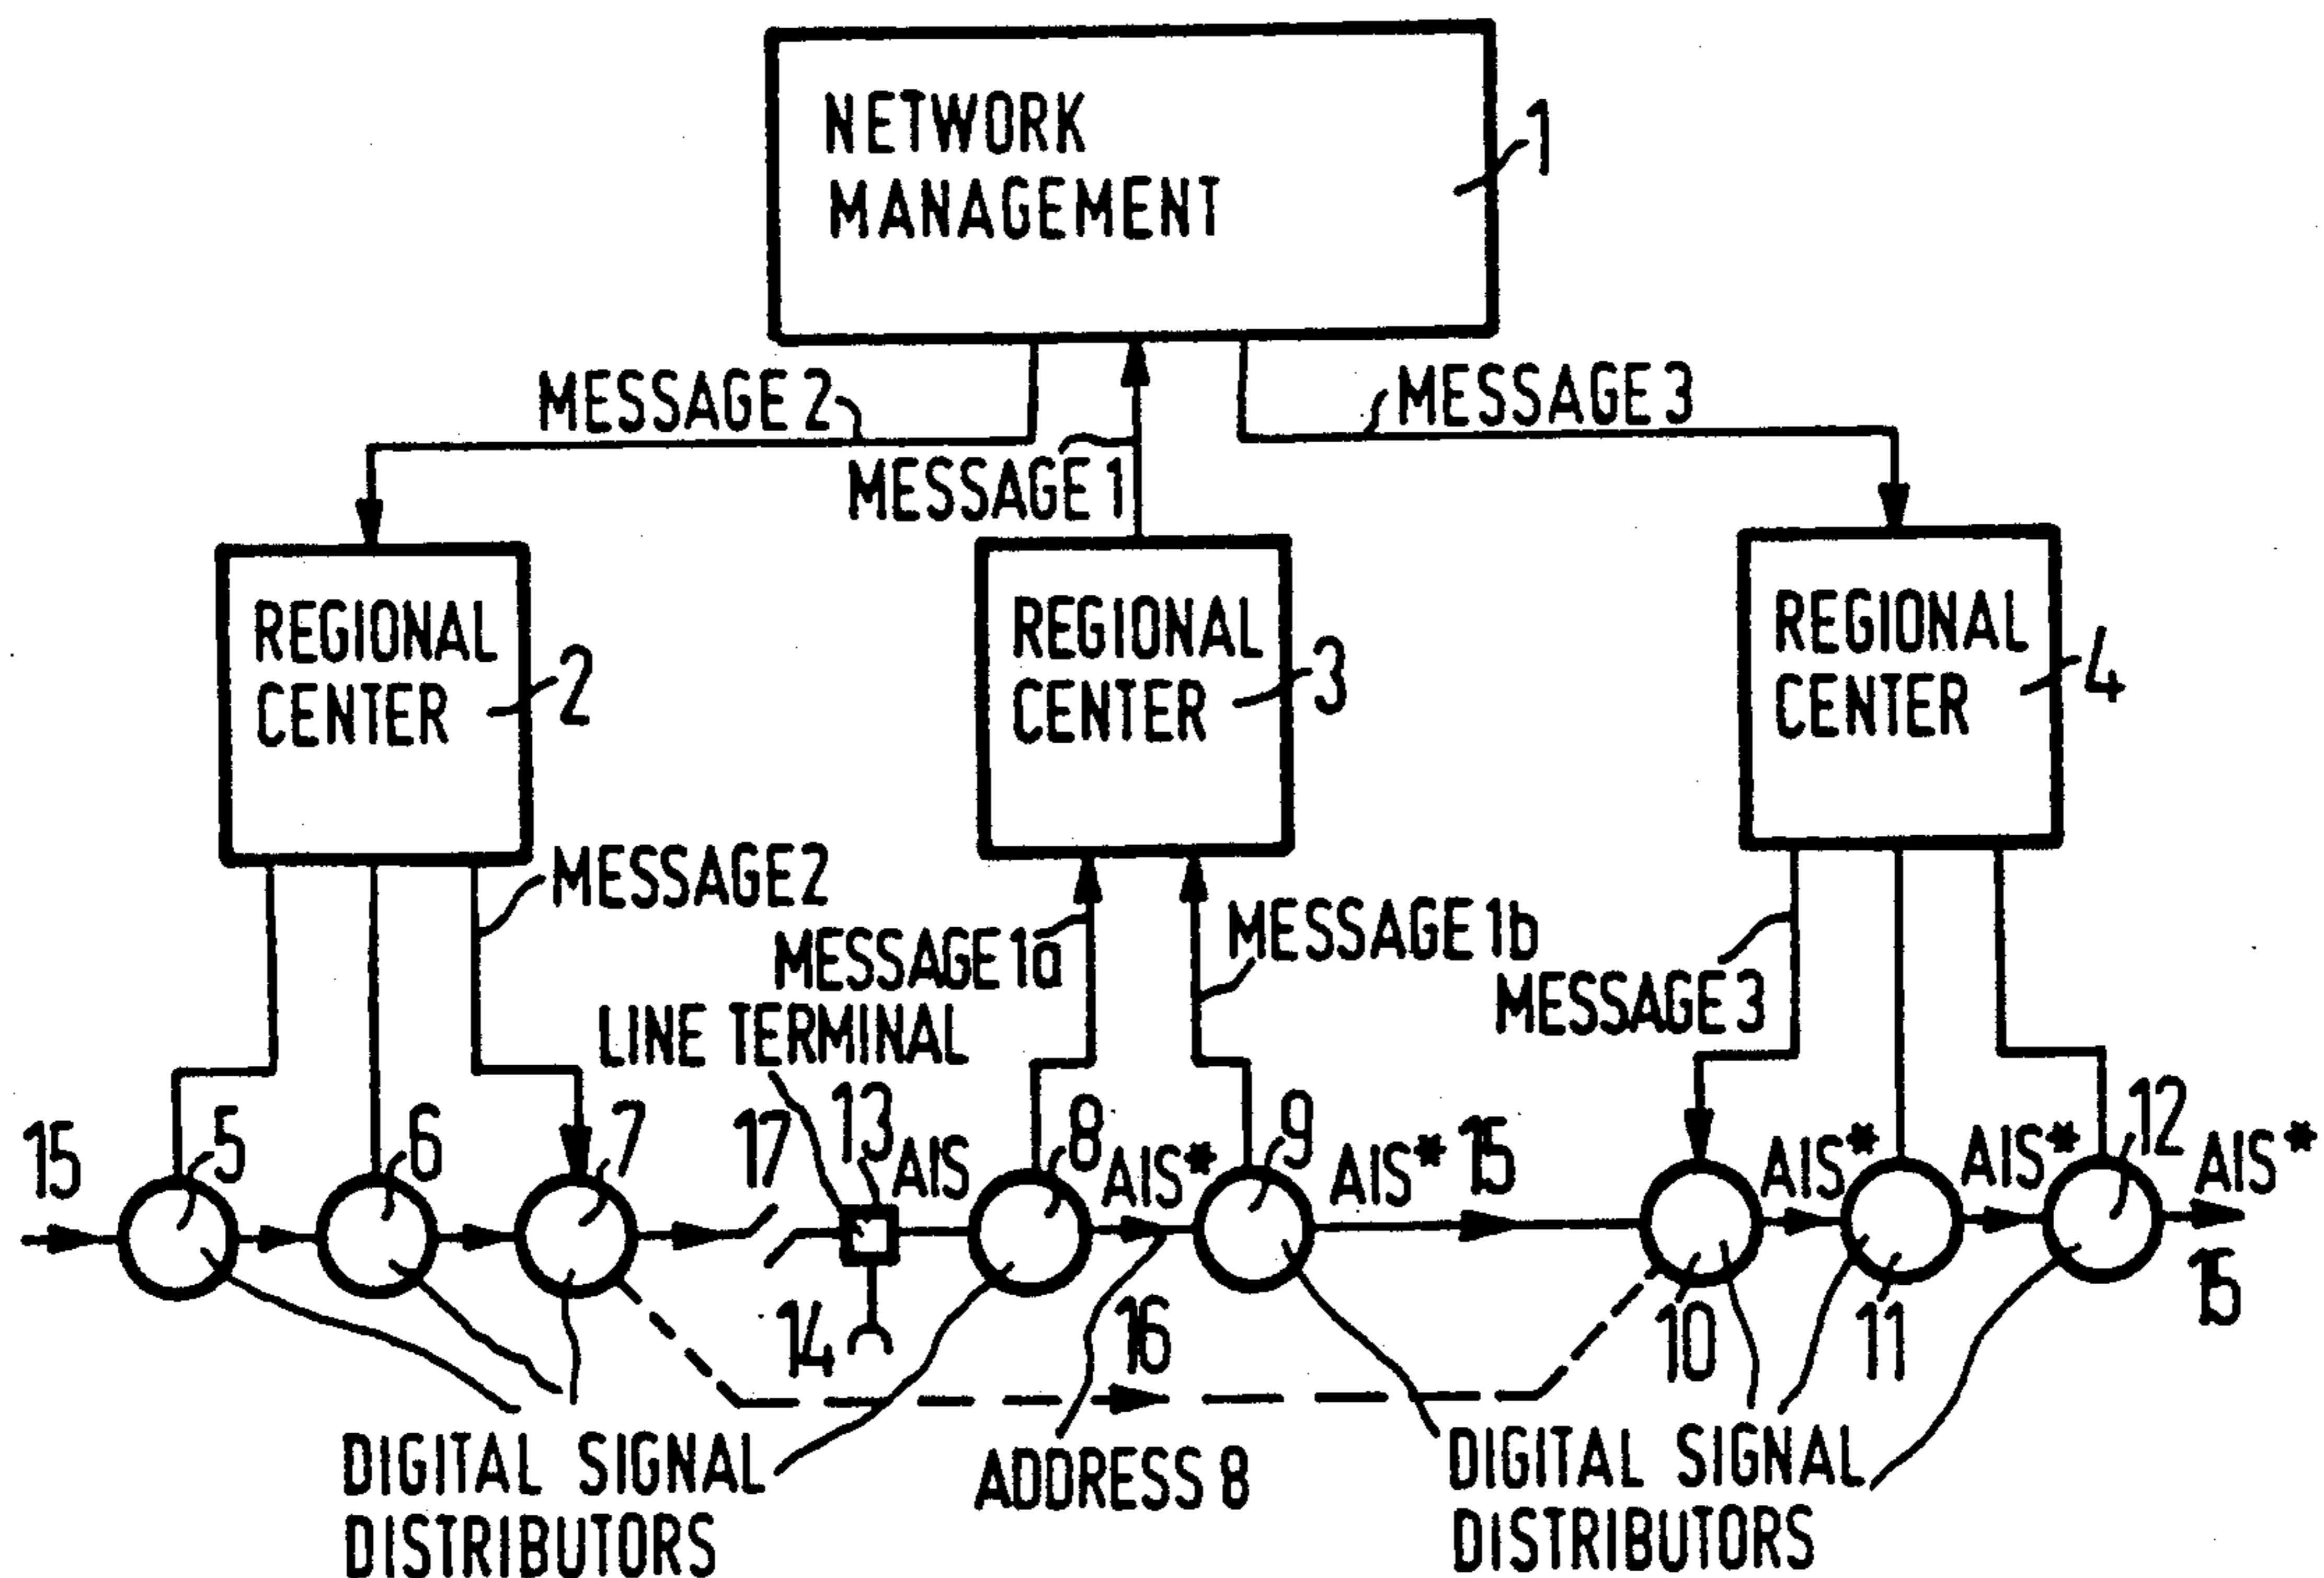 NETWORK
MANAGEMENT
1
MESSAGE 2
MESSAGE 3
MESSAGE 1
REGIONAL
CENTER
2
REGIONAL
CENTER
3
REGIONAL
CENTER
4
MESSAGE2
MESSAGE 1a
MESSAGE 1b
MESSAGE 3
LINE TERMINAL
15
5
6
7
17
13
AIS
8
AIS*
9
AIS*
15
AIS*
AIS*
12
AIS*
14
16
10
11
15
DIGITAL SIGNAL
DISTRIBUTORS
ADDRESS 8
DIGITAL SIGNAL
DISTRIBUTORS